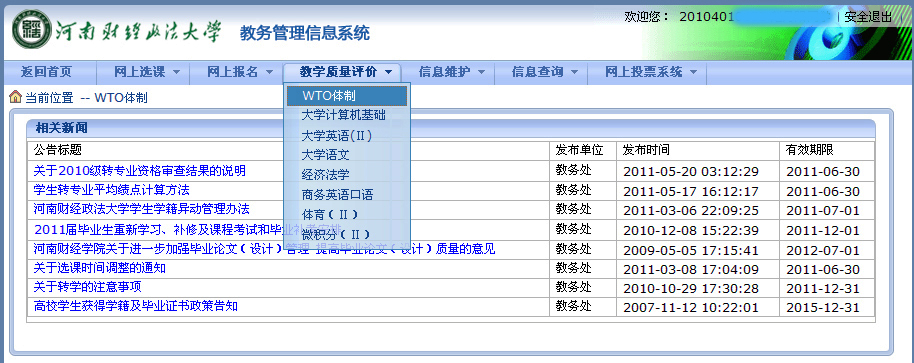 河南财经政法大学 教务管理信息系统 欢迎您： 2010401 | 安全退出
返回首页 网上选课 网上报名 教学质量评价 信息维护 信息查询 网上投票系统
当前位置 -- WTO体制
WTO体制
大学计算机基础
大学英语(II)
大学语文
经济法学
商务英语口语
体育（II）
微积分（II）
相关新闻
公告标题 发布单位 发布时间 有效期限
关于2010级转专业资格审查结果的说明 教务处 2011-05-20 03:12:29 2011-06-30
学生转专业平均绩点计算方法 教务处 2011-05-17 16:12:17 2011-06-30
河南财经政法大学学生学籍异动管理办法 教务处 2011-03-06 22:09:25 2011-07-01
2011届毕业生重新学习、补修及课程考试和毕业 教务处 2010-12-08 15:22:39 2011-12-01
河南财经学院关于进一步加强毕业论文（设计）管理 提高毕业论文（设计）质量的意见 教务处 2009-05-05 17:15:41 2012-07-01
关于选课时间调整的通知 教务处 2011-03-08 17:04:09 2011-06-30
关于转学的注意事项 教务处 2010-10-29 17:30:28 2011-12-31
高校学生获得学籍及毕业证书政策告知 教务处 2007-11-12 10:22:01 2015-12-31